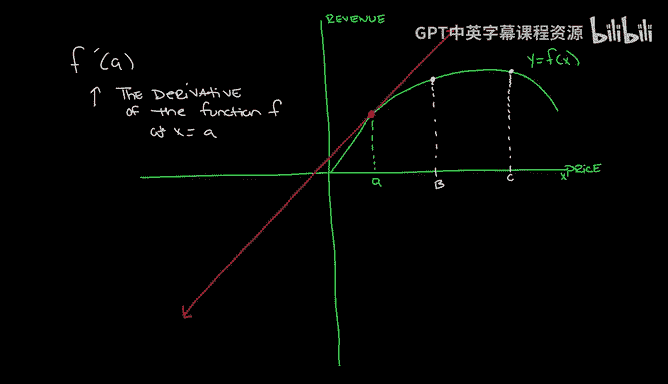 REVENUE
GPT中英字幕课程资源 bilibili
f'(a)
y=f(x)
↑ THE DERIVATIVE
of the function f
at x = a
a
B
C
x PRICE